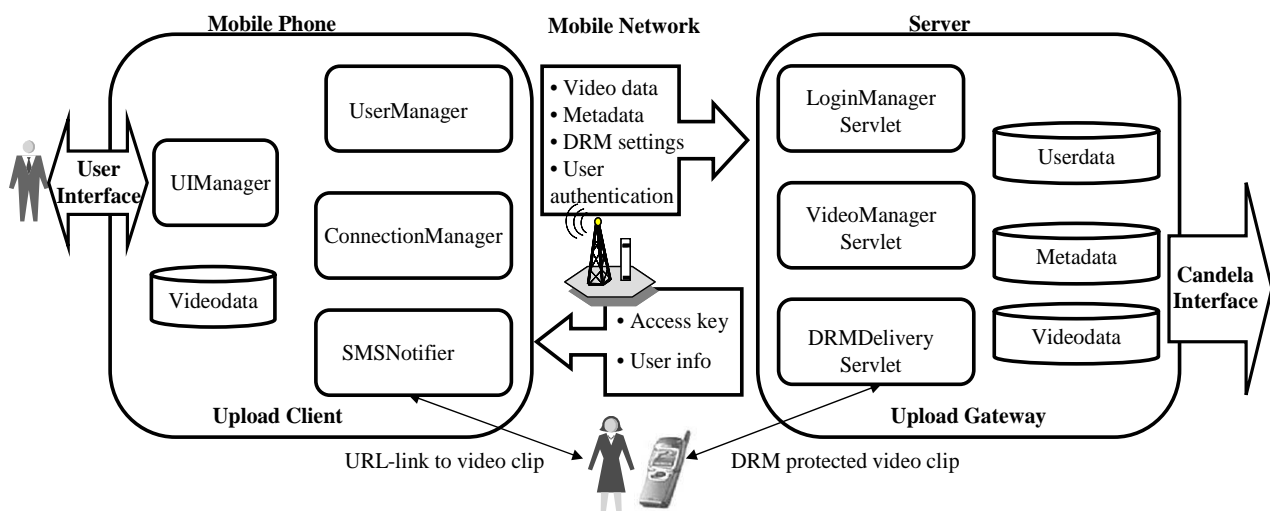 Mobile Phone
Mobile Network
Server
User
Interface
UIManager
Videodata
UserManager
ConnectionManager
SMSNotifier
Upload Client
• Video data
• Metadata
• DRM settings
• User
authentication
• Access key
• User info
LoginManager
Servlet
VideoManager
Servlet
DRMDelivery
Servlet
Userdata
Metadata
Videodata
Upload Gateway
Candela
Interface
URL-link to video clip
DRM protected video clip